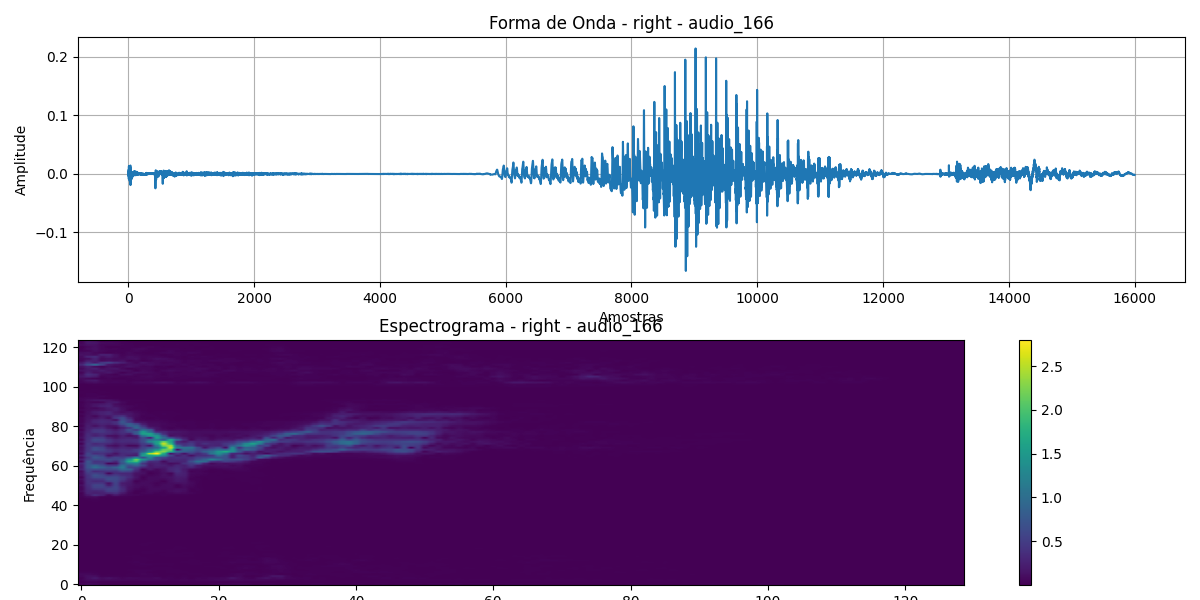 Forma de Onda - right - audio_166
0.2
0.1
0.0
−0.1
Amplitude
0 2000 4000 6000 8000 10000 12000 14000 16000
Amostras
Espectrograma - right - audio_166
120
100
80
60
40
20
0
Frequência
2.5
2.0
1.5
1.0
0.5
0 20 40 60 80 100 120